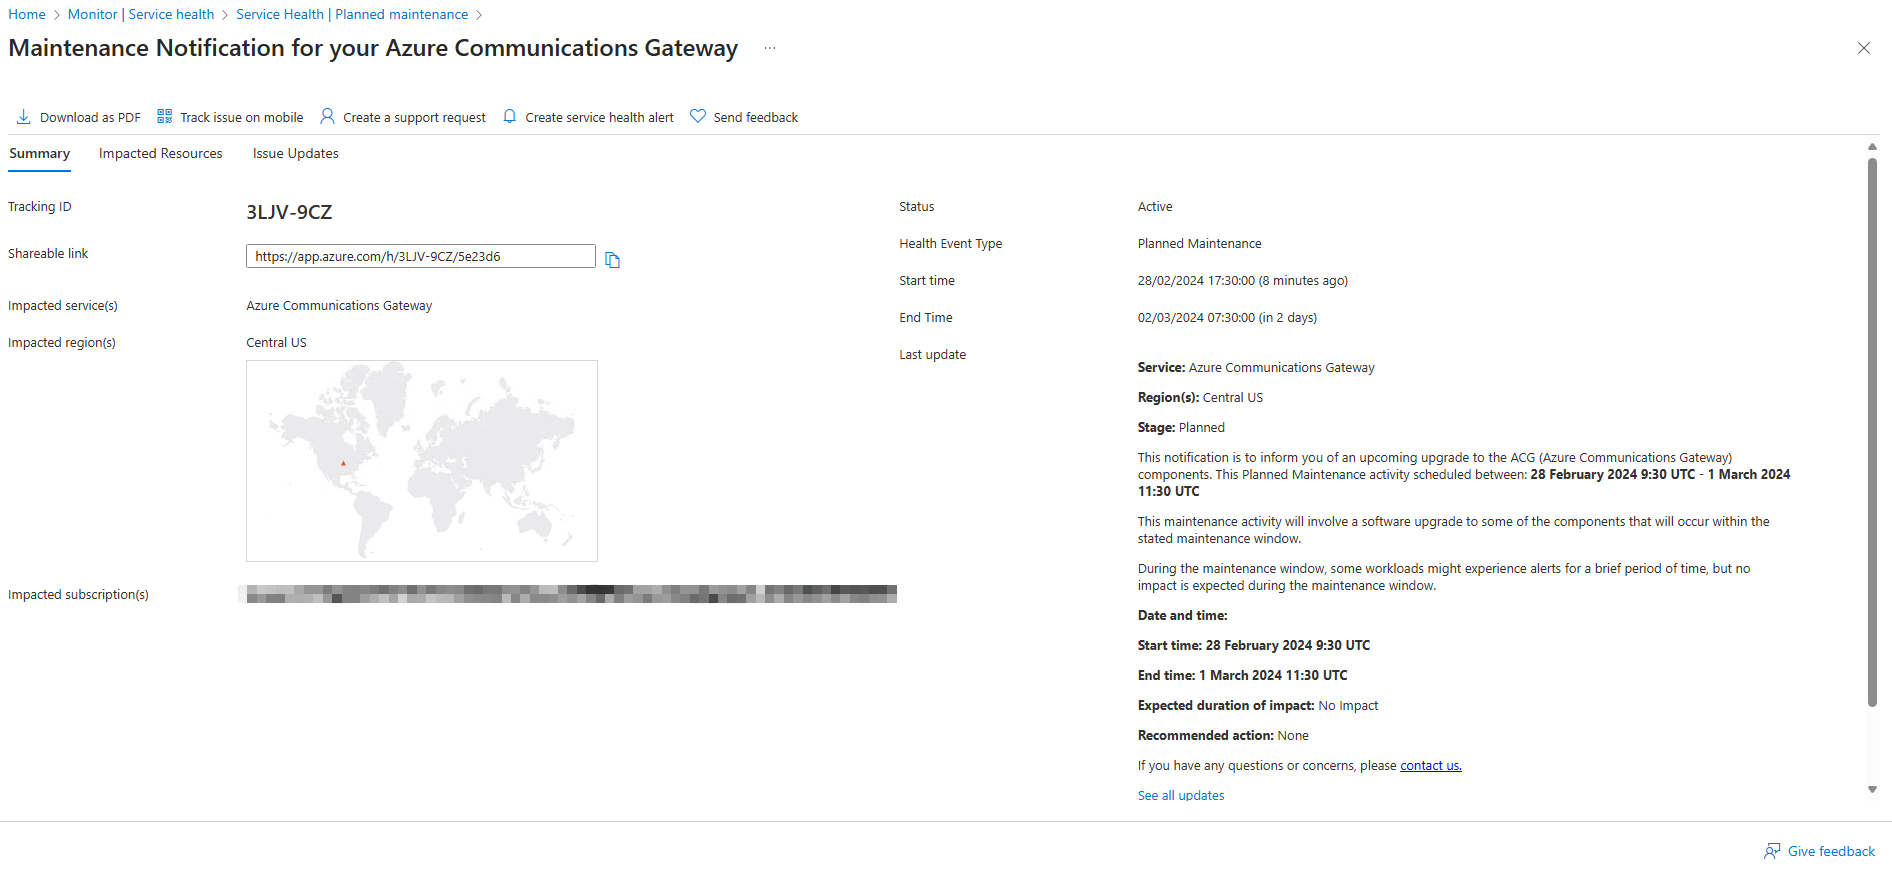 Home > Monitor | Service health > Service Health | Planned maintenance >
Maintenance Notification for your Azure Communications Gateway ...
Download as PDF Track issue on mobile Create a support request Create service health alert Send feedback
Summary Impacted Resources Issue Updates
Tracking ID 3LJV-9CZ
Shareable link https://app.azure.com/h/3LJV-9CZ/5e23d6
Impacted service(s) Azure Communications Gateway
Impacted region(s) Central US
Impacted subscription(s)
Status Active
Health Event Type Planned Maintenance
Start time 28/02/2024 17:30:00 (8 minutes ago)
End Time 02/03/2024 07:30:00 (in 2 days)
Last update
Service: Azure Communications Gateway
Region(s): Central US
Stage: Planned
This notification is to inform you of an upcoming upgrade to the ACG (Azure Communications Gateway)
components. This Planned Maintenance activity scheduled between: 28 February 2024 9:30 UTC - 1 March 2024
11:30 UTC
This maintenance activity will involve a software upgrade to some of the components that will occur within the
stated maintenance window.
During the maintenance window, some workloads might experience alerts for a brief period of time, but no
impact is expected during the maintenance window.
Date and time:
Start time: 28 February 2024 9:30 UTC
End time: 1 March 2024 11:30 UTC
Expected duration of impact: No Impact
Recommended action: None
If you have any questions or concerns, please contact us.
See all updates
Give feedback